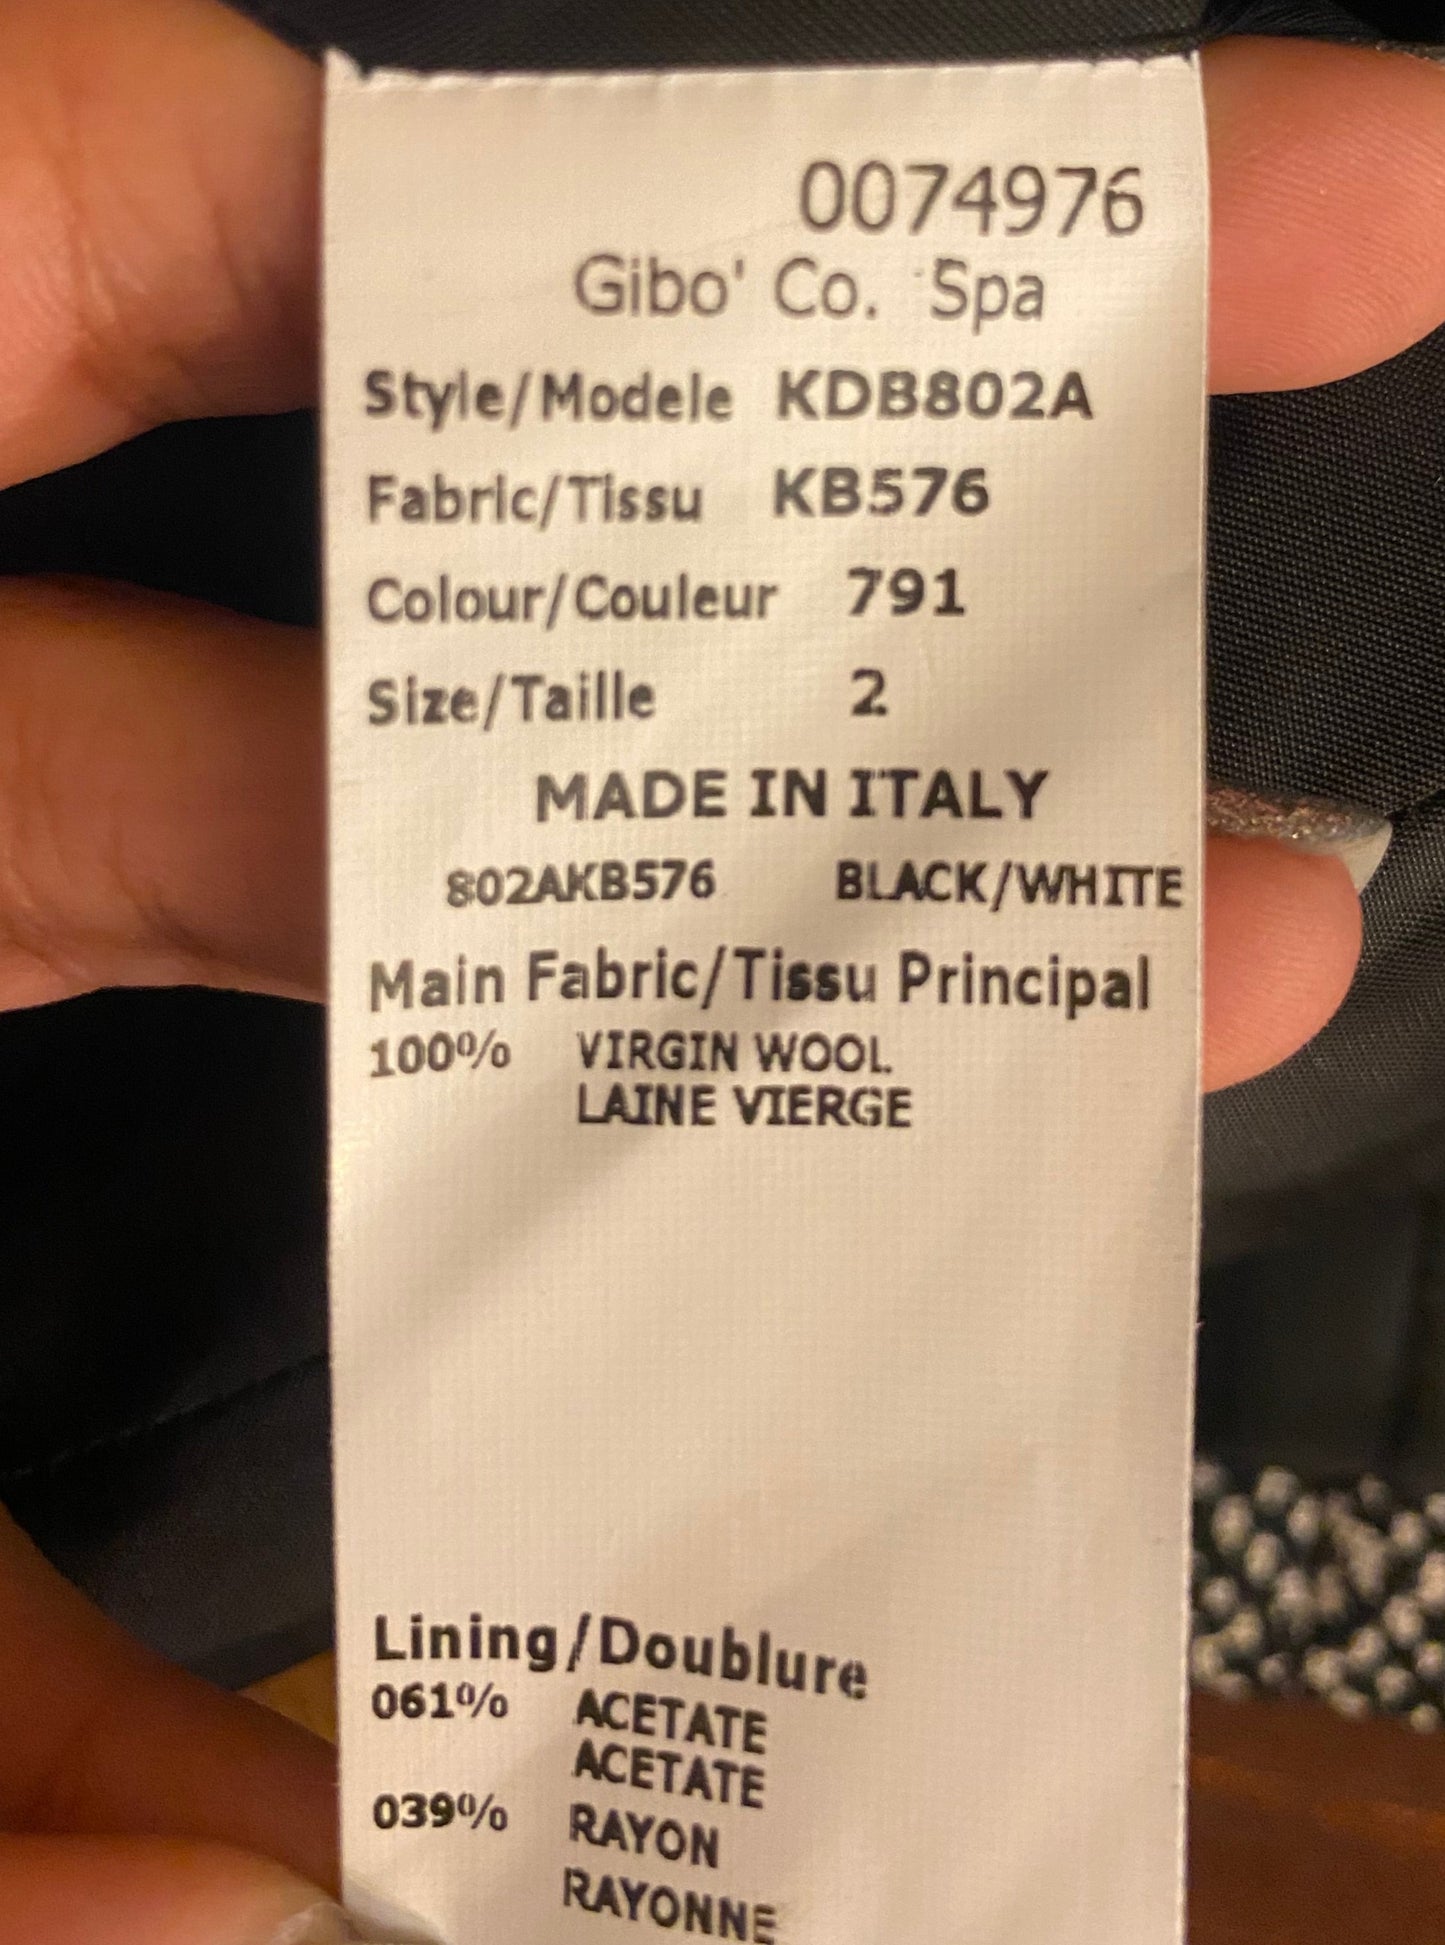 0074976
Gibo' Co. Spa
Style/Modele KDB802A
Fabric/Tissu KB576
Colour/Couleur 791
Size/Taille 2
MADE IN ITALY
802AKB576 BLACK/WHITE
Main Fabric/Tissu Principal
100% VIRGIN WOOL
LAINE VIERGE
Lining/Doublure
061% ACETATE
ACETATE
039% RAYON
RAYONNE